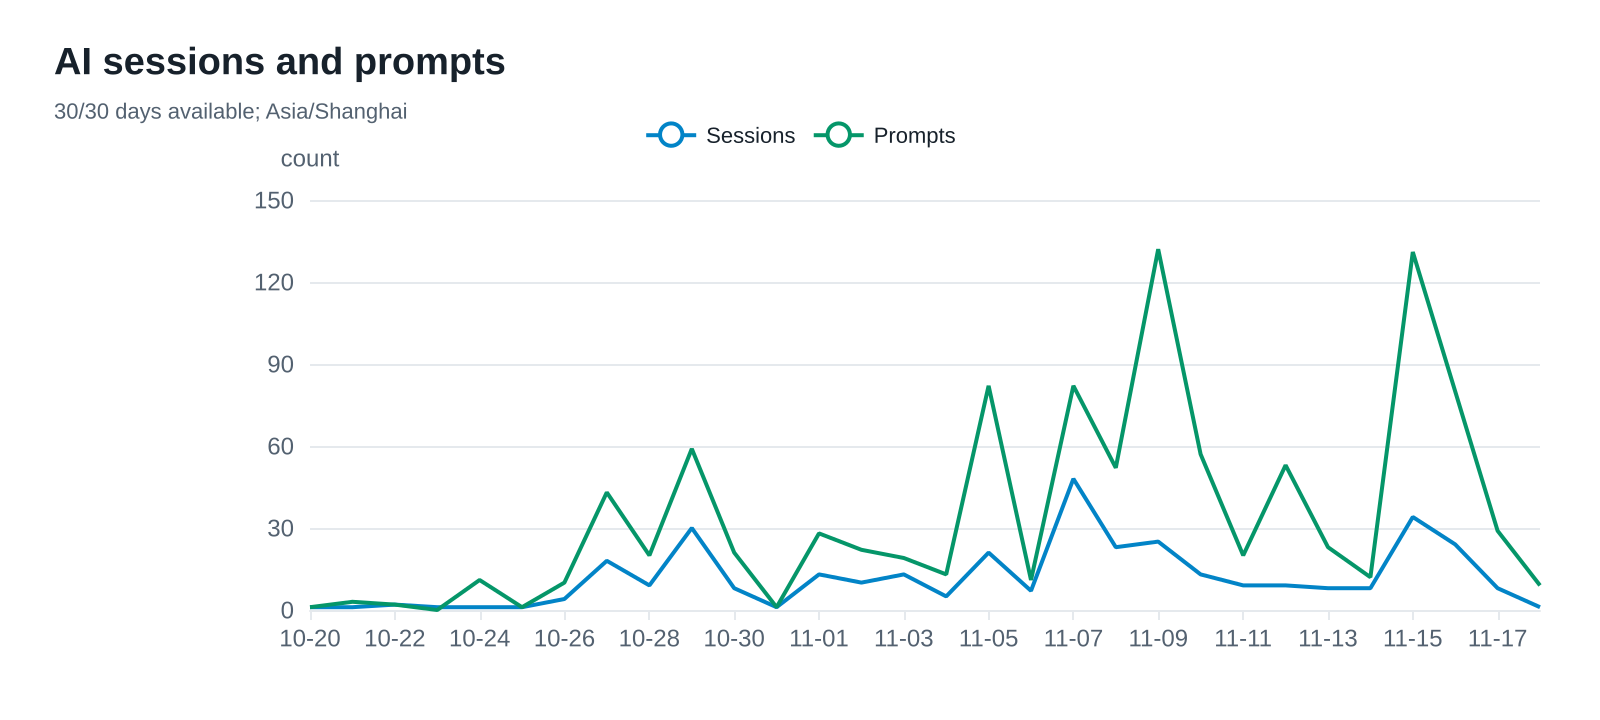 AI sessions and prompts
30/30 days available; Asia/Shanghai
Sessions Prompts
count
150
120
90
60
30
0
10-20 10-22 10-24 10-26 10-28 10-30 11-01 11-03 11-05 11-07 11-09 11-11 11-13 11-15 11-17